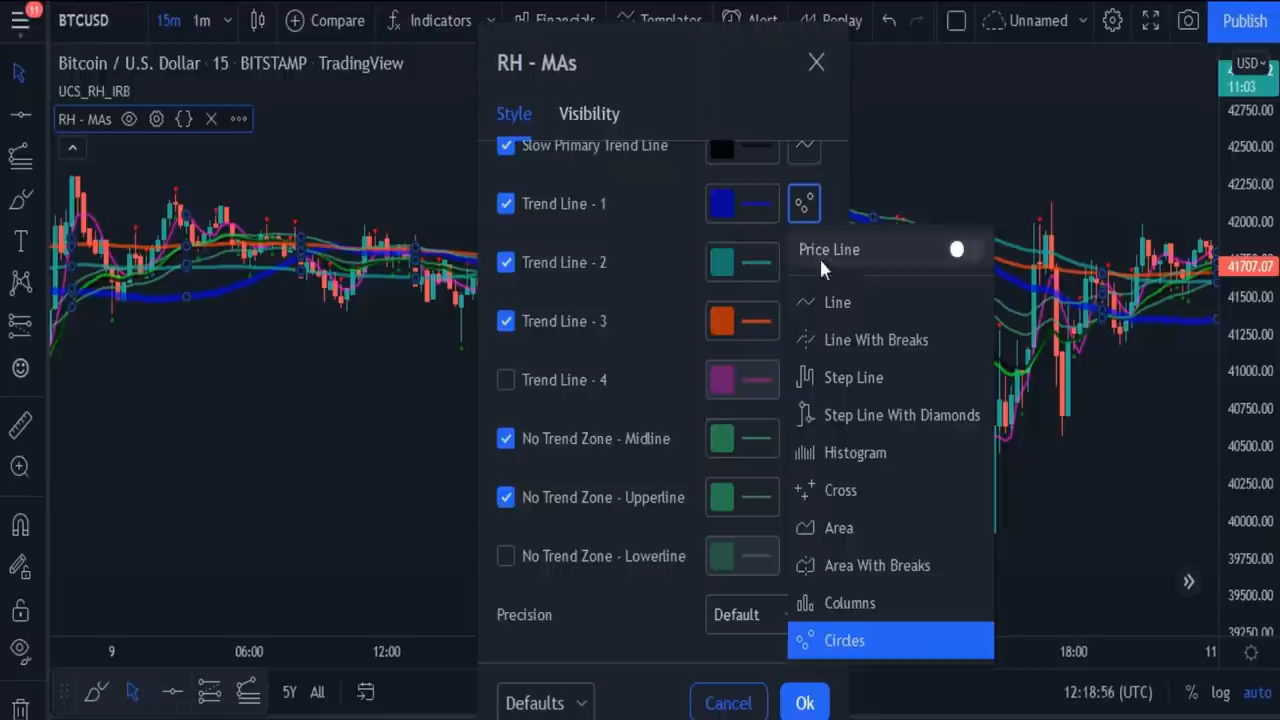 11
BTCUSD 15m 1m Compare Indicators Financials Templates Alert Replay Unnamed Publish
Bitcoin / U.S. Dollar · 15 · BITSTAMP · TradingView
UCS_RH_IRB
RH - MAs
RH - MAs
Style Visibility
Slow Primary Trend Line
Trend Line - 1
Trend Line - 2
Trend Line - 3
Trend Line - 4
No Trend Zone - Midline
No Trend Zone - Upperline
No Trend Zone - Lowerline
Precision Default
Defaults Cancel Ok
Price Line
Line
Line With Breaks
Step Line
Step Line With Diamonds
Histogram
Cross
Area
Area With Breaks
Columns
Circles
USD
11:03
42750.00
42500.00
42250.00
42000.00
41707.07
41500.00
41250.00
41000.00
40750.00
40500.00
40250.00
40000.00
39750.00
39500.00
39250.00
9 06:00 12:00 18:00 11
5Y All 12:18:56 (UTC) % log auto